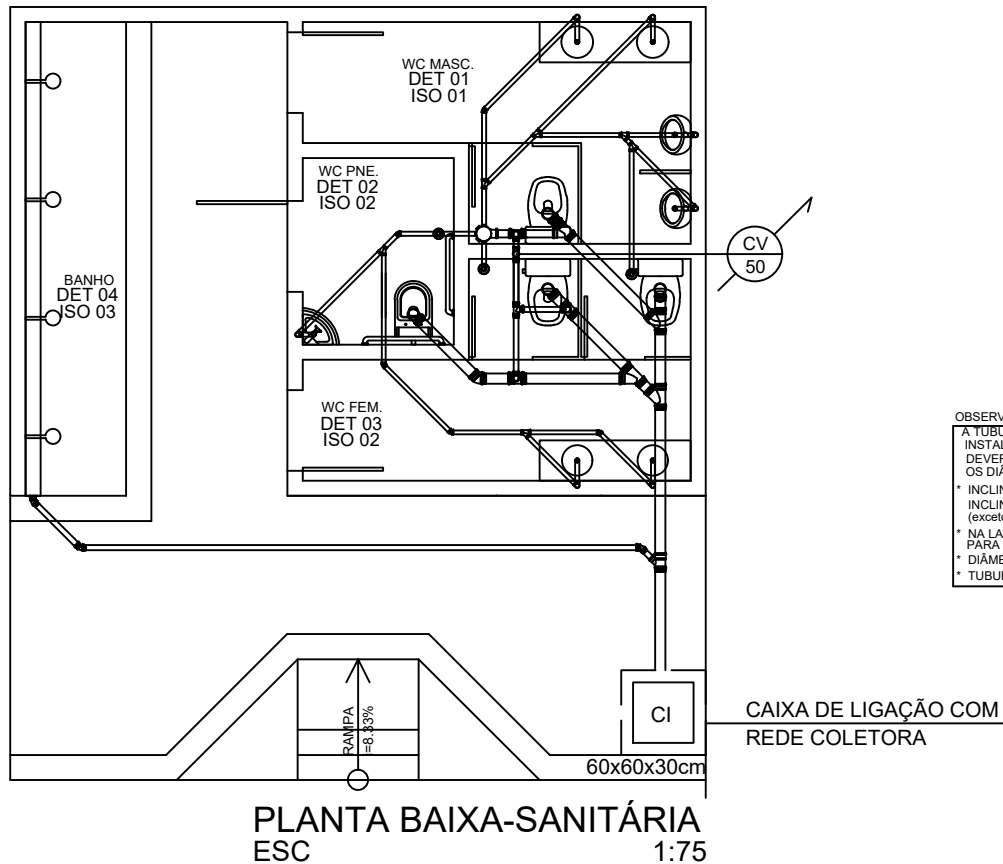 WC MASC.
DET 01
ISO 01
WC PNE.
DET 02
ISO 02
CV
50
BANHO
DET 04
ISO 03
WC FEM.
DET 03
ISO 02
OBSERV
A TUBU
INSTAL
DEVER
OS DIÂ
* INCLIN
INCLIN
(exceto
* NA LA
PARA
* DIÂME
* TUBUL
RAMPA
=8.33%
CI
CAIXA DE LIGAÇÃO COM
REDE COLETORA
60x60x30cm
PLANTA BAIXA-SANITÁRIA
ESC 1:75